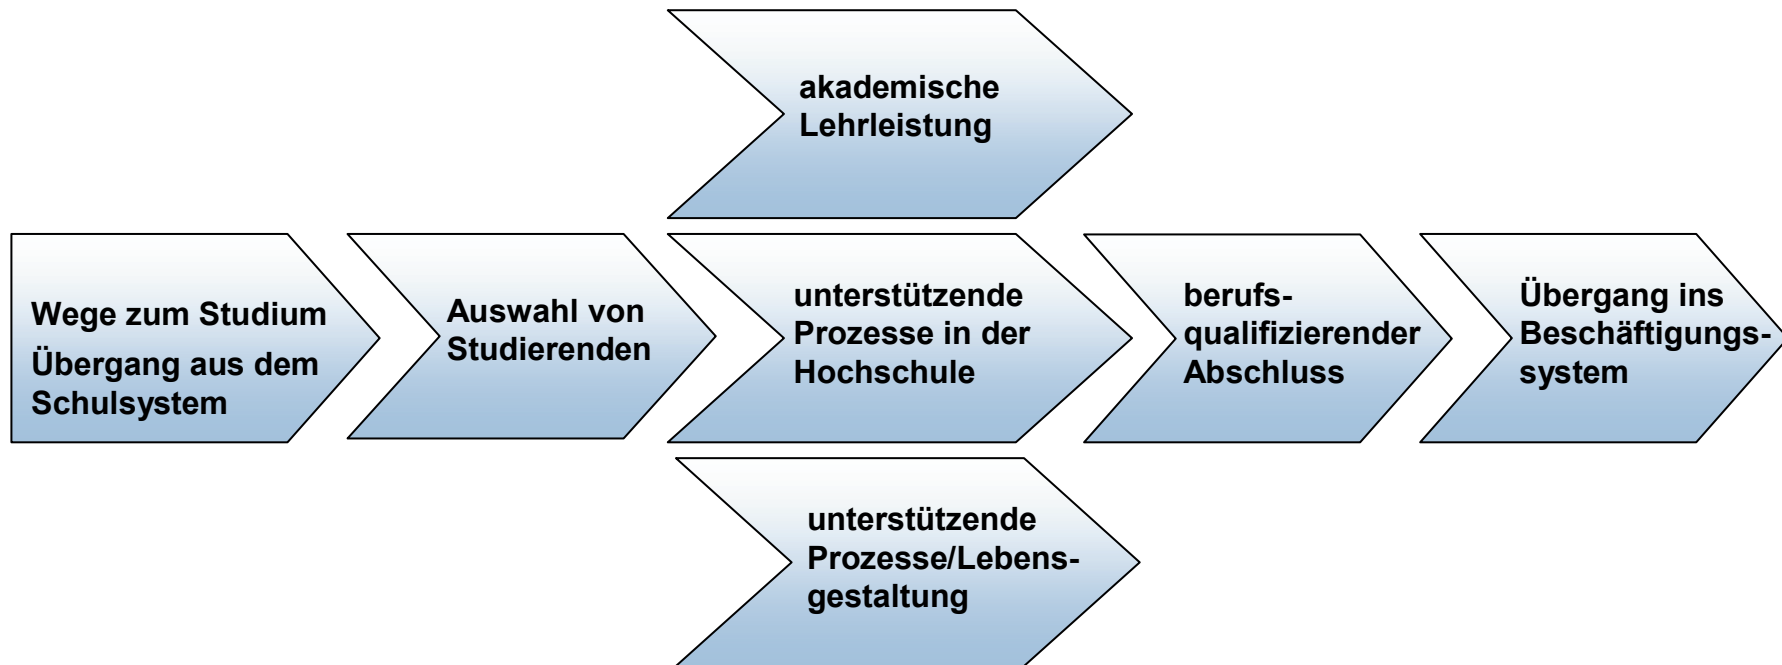 akademische
Lehrleistung
Wege zum Studium
Übergang aus dem
Schulsystem
Auswahl von
Studierenden
unterstützende
Prozesse in der
Hochschule
berufs-
qualifizierender
Abschluss
Übergang ins
Beschäftigungs-
system
unterstützende
Prozesse/Lebens-
gestaltung